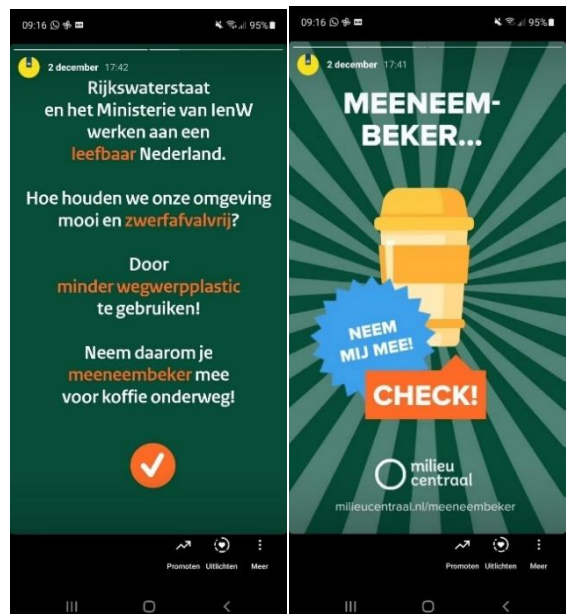 09:16 95%
2 december 17:42
Rijkswaterstaat
en het Ministerie van IenW
werken aan een
leefbaar Nederland.
Hoe houden we onze omgeving
mooi en zwerfafvalvrij?
Door
minder wegwerpplastic
te gebruiken!
Neem daarom je
meeneembeker mee
voor koffie onderweg!
Promoten Uitlichten Meer
09:16 95%
2 december 17:41
MEENEEM-
BEKER...
NEEM
MIJ MEE!
CHECK!
milieu
centraal
milieucentraal.nl/meeneembeker
Promoten Uitlichten Meer